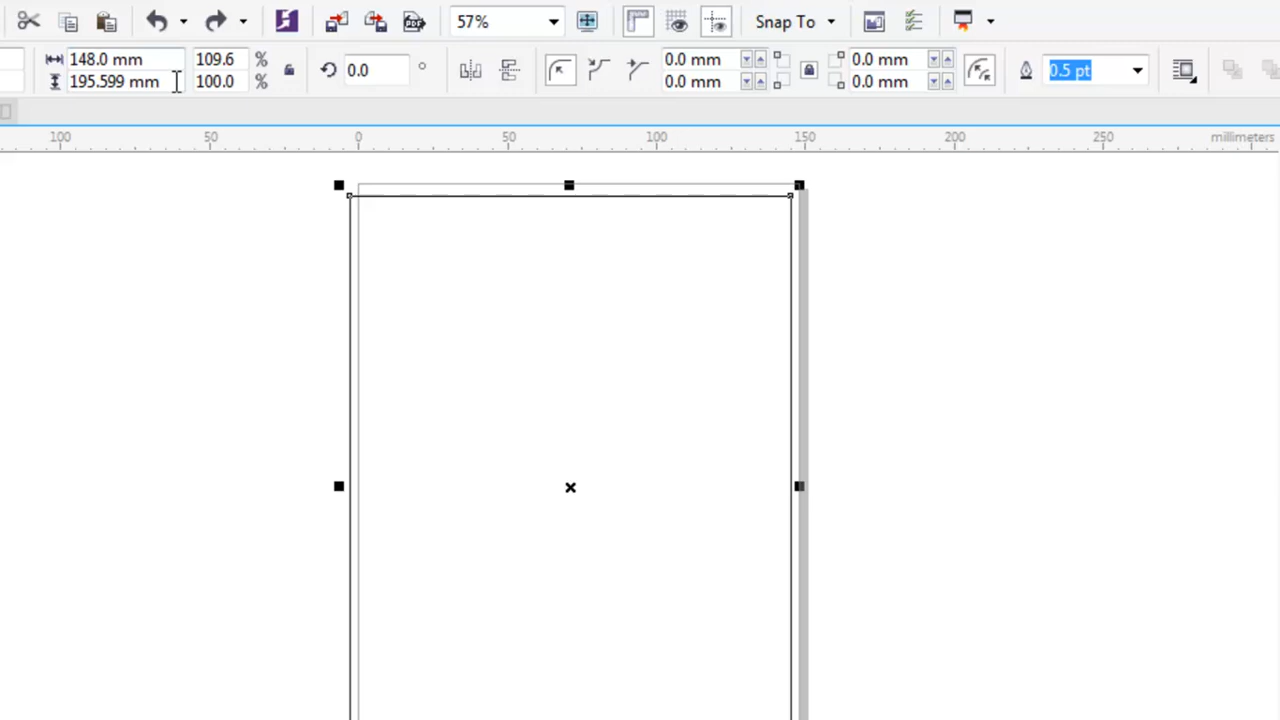 57% Snap To
148.0 mm 109.6 % 0.0 mm 0.0 mm
0.0 ° 0.5 pt
195.599 mm 100.0 % 0.0 mm 0.0 mm
100 50 0 50 100 150 200 250 millimeters